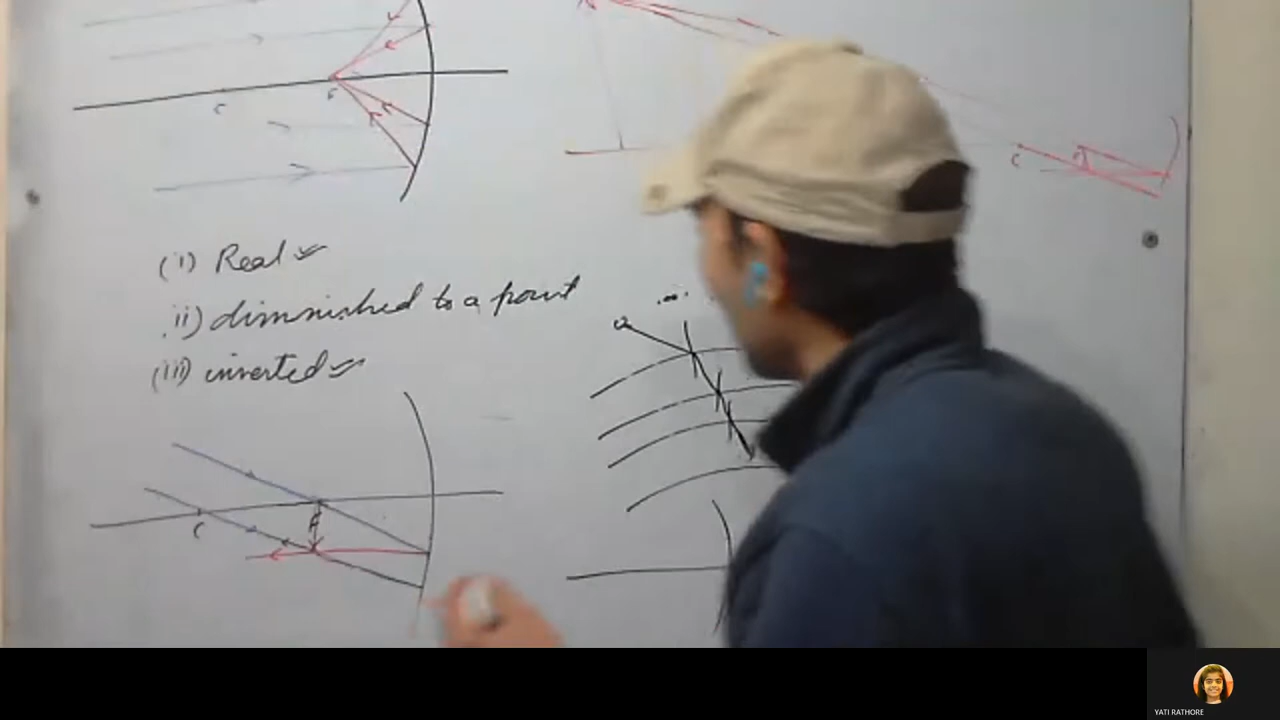 C
F
C
(i) Real
ii) diminished to a point
(iii) inverted
C
F
YATI RATHORE